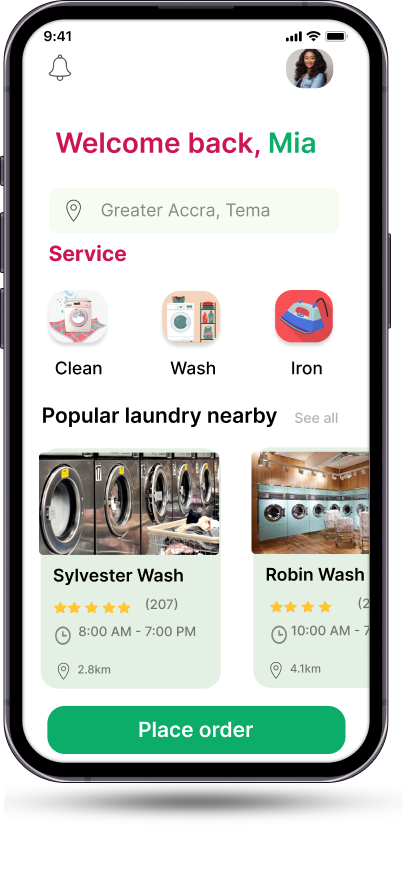 9:41
Welcome back, Mia
Greater Accra, Tema
Service
Clean Wash Iron
Popular laundry nearby See all
Sylvester Wash
(207)
8:00 AM - 7:00 PM
2.8km
Robin Wash
(2
10:00 AM - 7
4.1km
Place order